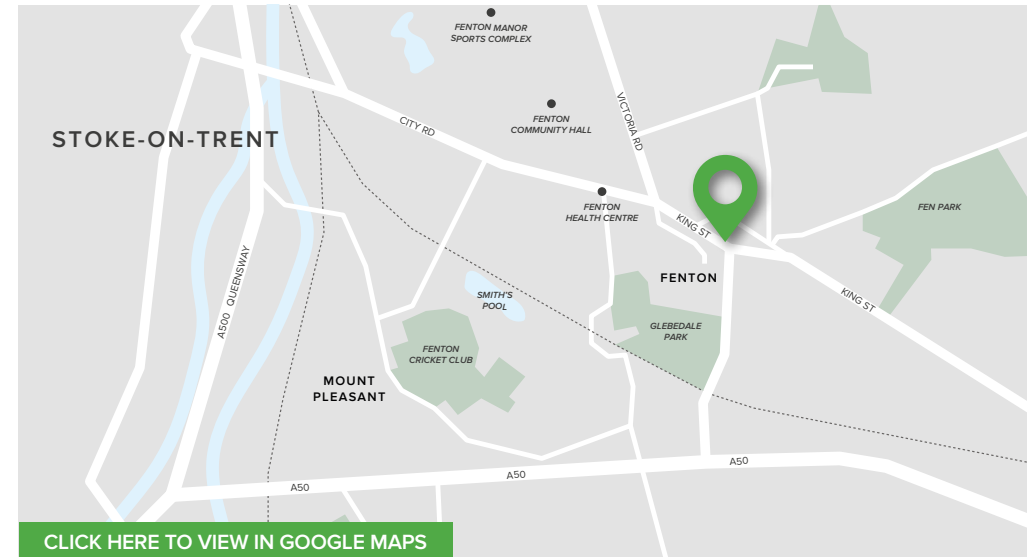 FENTON MANOR
SPORTS COMPLEX
FENTON
COMMUNITY HALL
VICTORIA RD
CITY RD
STOKE-ON-TRENT
FENTON
HEALTH CENTRE
FEN PARK
KING ST
FENTON
A500 QUEENSWAY
SMITH'S
POOL
KING ST
GLEBEDALE
PARK
FENTON
CRICKET CLUB
MOUNT
PLEASANT
A50
A50
A50
CLICK HERE TO VIEW IN GOOGLE MAPS